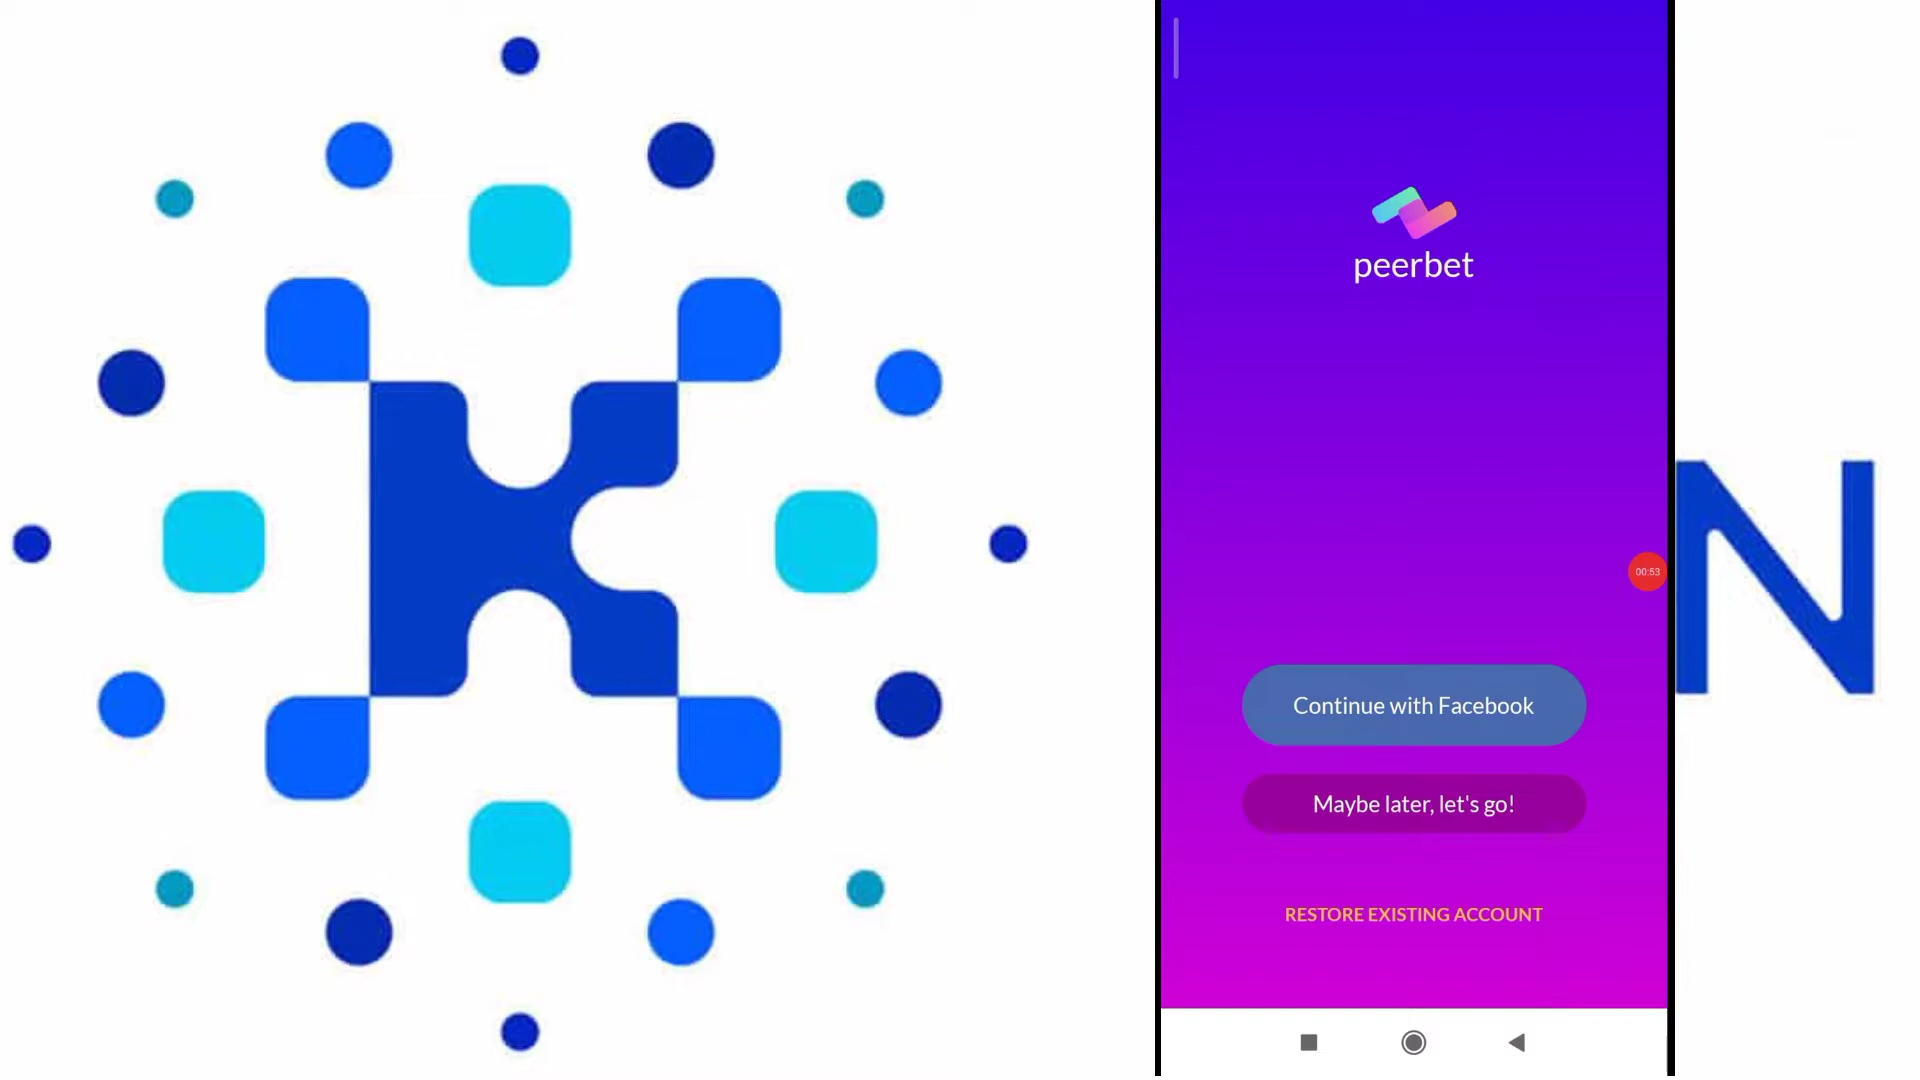 peerbet
00:53
N
Continue with Facebook
Maybe later, let's go!
RESTORE EXISTING ACCOUNT